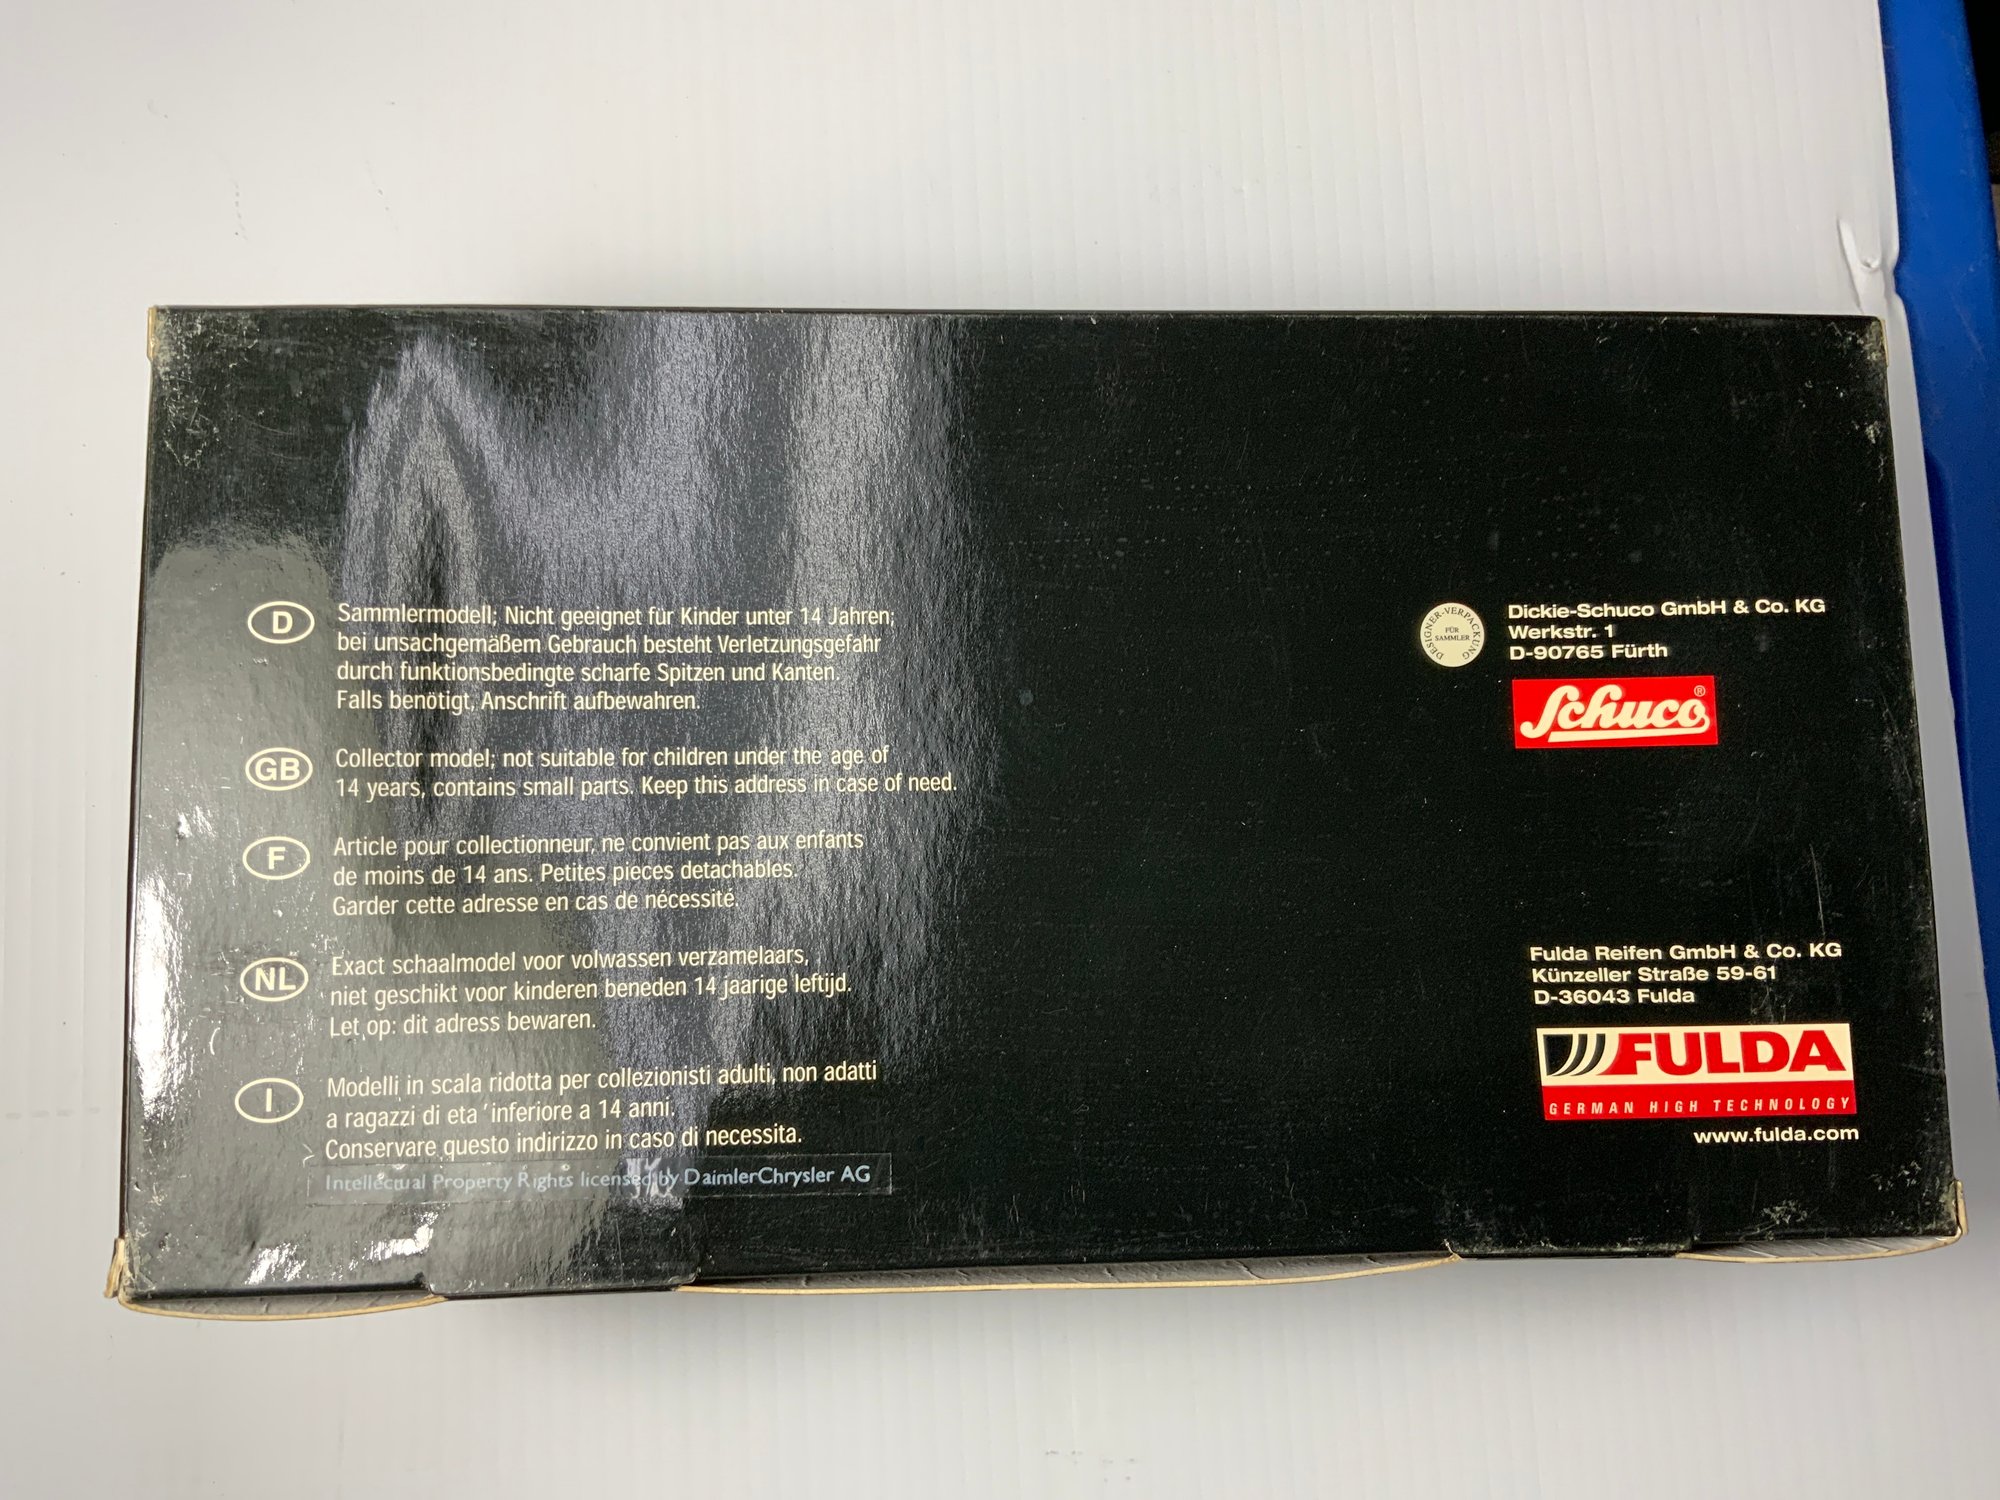 D
Sammlermodell; Nicht geeignet für Kinder unter 14 Jahren;
bei unsachgemäßem Gebrauch besteht Verletzungsgefahr
durch funktionsbedingte scharfe Spitzen und Kanten.
Falls benötigt, Anschrift aufbewahren.
GB
Collector model; not suitable for children under the age of
14 years, contains small parts. Keep this address in case of need.
F
Article pour collectionneur, ne convient pas aux enfants
de moins de 14 ans. Petites pieces detachables.
Garder cette adresse en cas de nécessité.
NL
Exact schaalmodel voor volwassen verzamelaars,
niet geschikt voor kinderen beneden 14 jaarige leftijd.
Let op: dit adress bewaren.
I
Modelli in scala ridotta per collezionisti adulti, non adatti
a ragazzi di eta 'inferiore a 14 anni.
Conservare questo indirizzo in caso di necessita.
Intellectual Property Rights licensed by DaimlerChrysler AG
DESIGNER-VERPACKUNG
FÜR
SAMMLER
Dickie-Schuco GmbH & Co. KG
Werkstr. 1
D-90765 Fürth
Schuco®
Fulda Reifen GmbH & Co. KG
Künzeller Straße 59-61
D-36043 Fulda
FULDA
GERMAN HIGH TECHNOLOGY
www.fulda.com